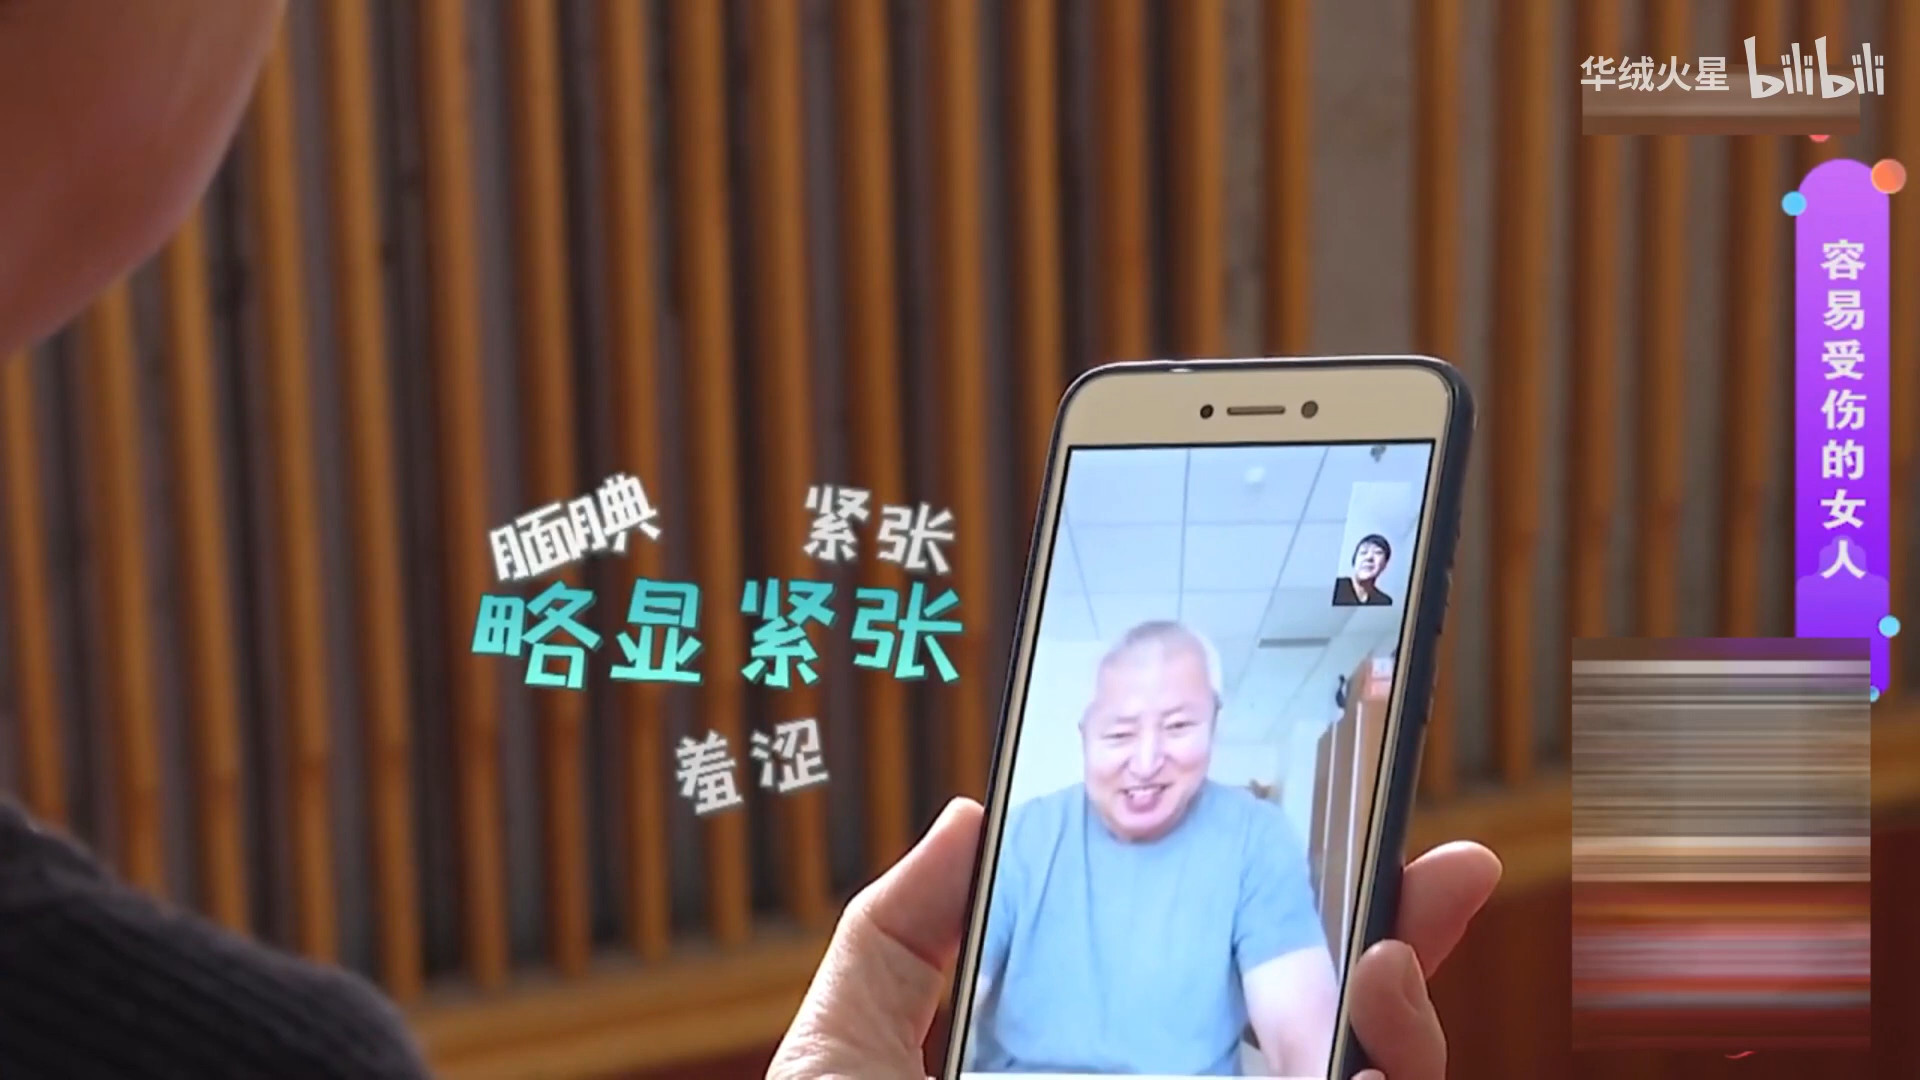 华绒火星 bilibili
容易受伤的女人
腼腆
紧张
略显紧张
羞涩